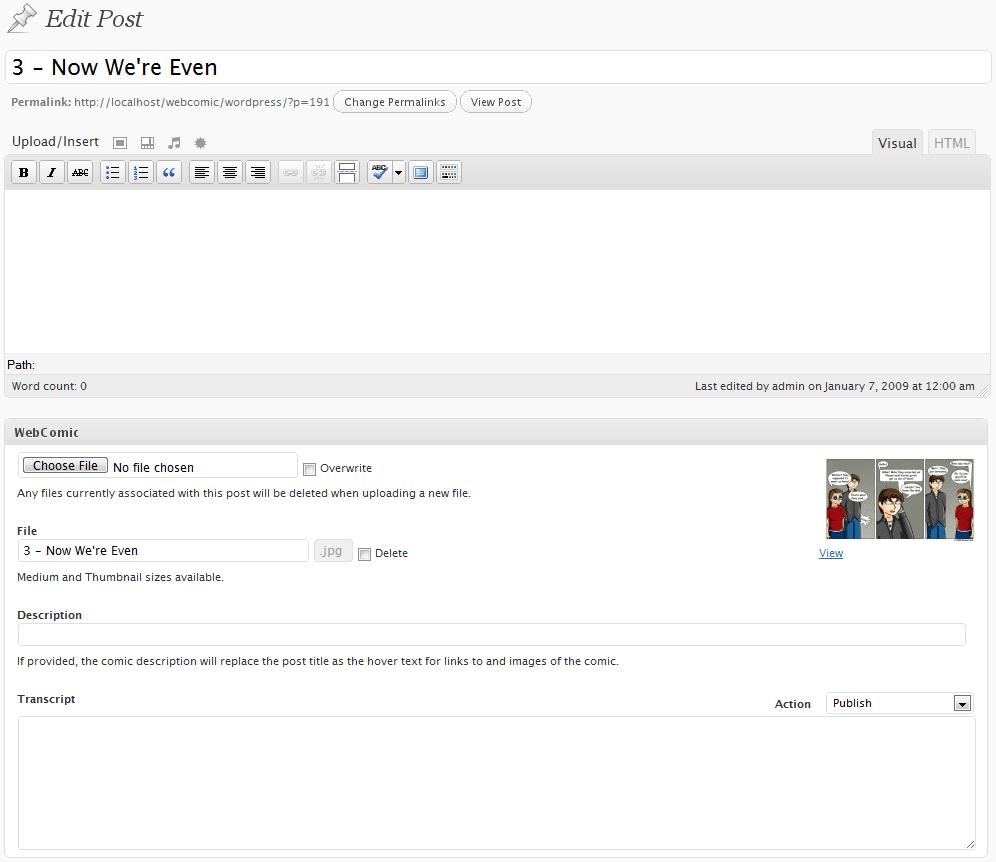 Edit Post
3 – Now We're Even
Permalink: http://localhost/webcomic/wordpress/?p=191 Change Permalinks View Post
Upload/Insert Visual HTML
B I ABC ABC
Path:
Word count: 0 Last edited by admin on January 7, 2009 at 12:00 am
WebComic
Choose File No file chosen Overwrite
Any files currently associated with this post will be deleted when uploading a new file.
File
3 – Now We're Even .jpg Delete
View
Medium and Thumbnail sizes available.
Description
If provided, the comic description will replace the post title as the hover text for links to and images of the comic.
Transcript Action Publish